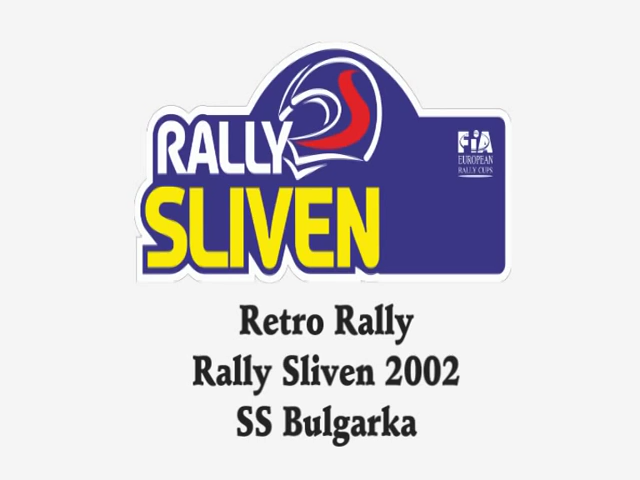 RALLY
SLIVEN
FiA
EUROPEAN
RALLY CUPS
Retro Rally
Rally Sliven 2002
SS Bulgarka